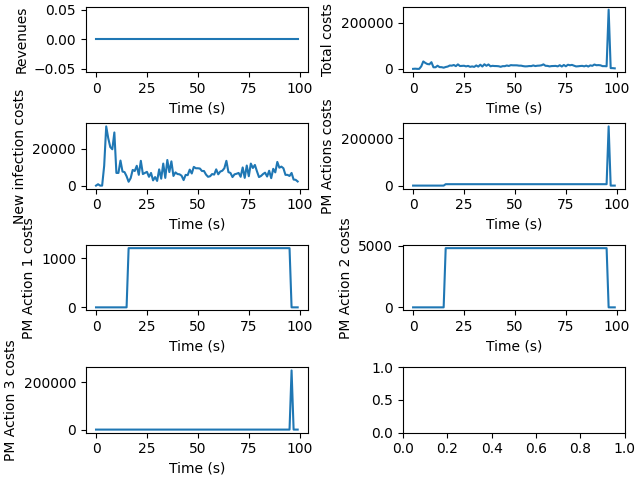 Revenues
0.05
0.00
−0.05
0 25 50 75 100
Time (s)
Total costs
200000
0
0 25 50 75 100
Time (s)
New infection costs
20000
0
0 25 50 75 100
Time (s)
PM Actions costs
200000
0
0 25 50 75 100
Time (s)
PM Action 1 costs
1000
0
0 25 50 75 100
Time (s)
PM Action 2 costs
5000
0
0 25 50 75 100
Time (s)
PM Action 3 costs
200000
0
0 25 50 75 100
Time (s)
1.0
0.5
0.0
0.0 0.2 0.4 0.6 0.8 1.0